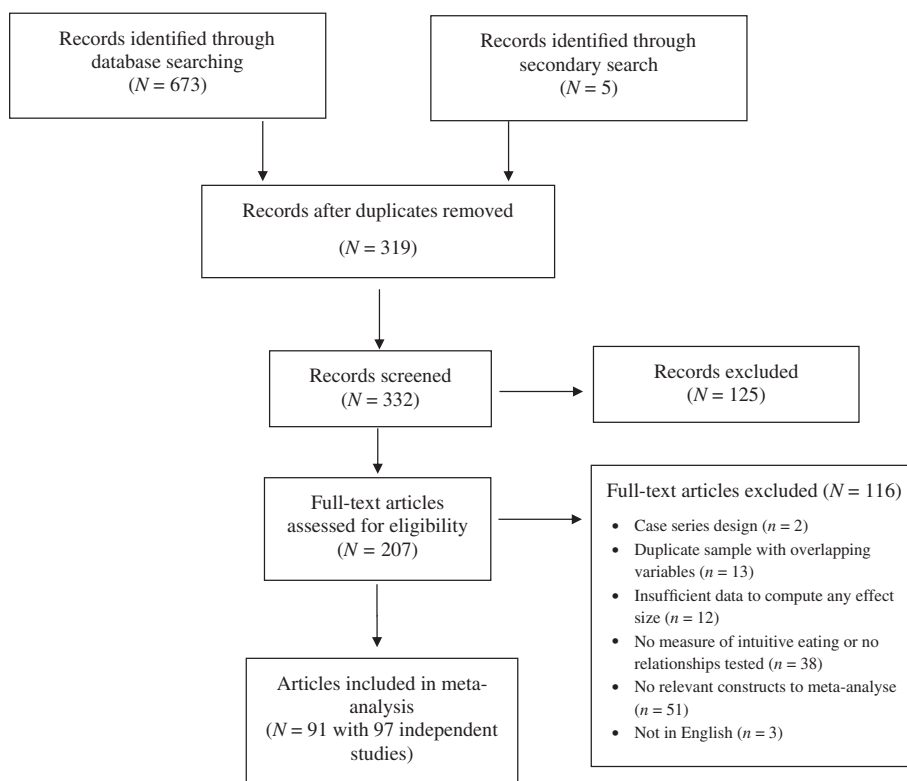 Records identified through
database searching
(N = 673)
Records identified through
secondary search
(N = 5)
Records after duplicates removed
(N = 319)
Records screened
(N = 332)
Records excluded
(N = 125)
Full-text articles
assessed for eligibility
(N = 207)
Full-text articles excluded (N = 116)
• Case series design (n = 2)
• Duplicate sample with overlapping
variables (n = 13)
• Insufficient data to compute any effect
size (n = 12)
• No measure of intuitive eating or no
relationships tested (n = 38)
• No relevant constructs to meta-analyse
(n = 51)
• Not in English (n = 3)
Articles included in meta-
analysis
(N = 91 with 97 independent
studies)